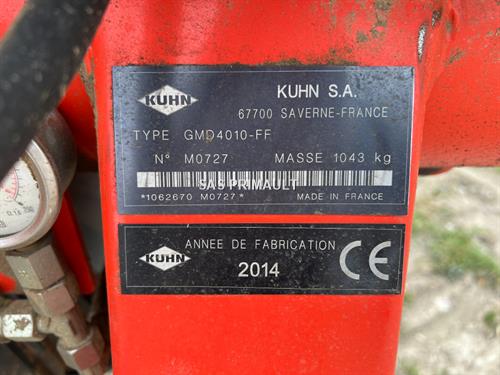 KUHN
KUHN S.A.
67700 SAVERNE-FRANCE
TYPE GMD4010-FF
Nº M0727 MASSE 1043 kg
SAS PRIMAULT
*1062670 M0727* MADE IN FRANCE
KUHN
ANNEE DE FABRICATION
2014
CE